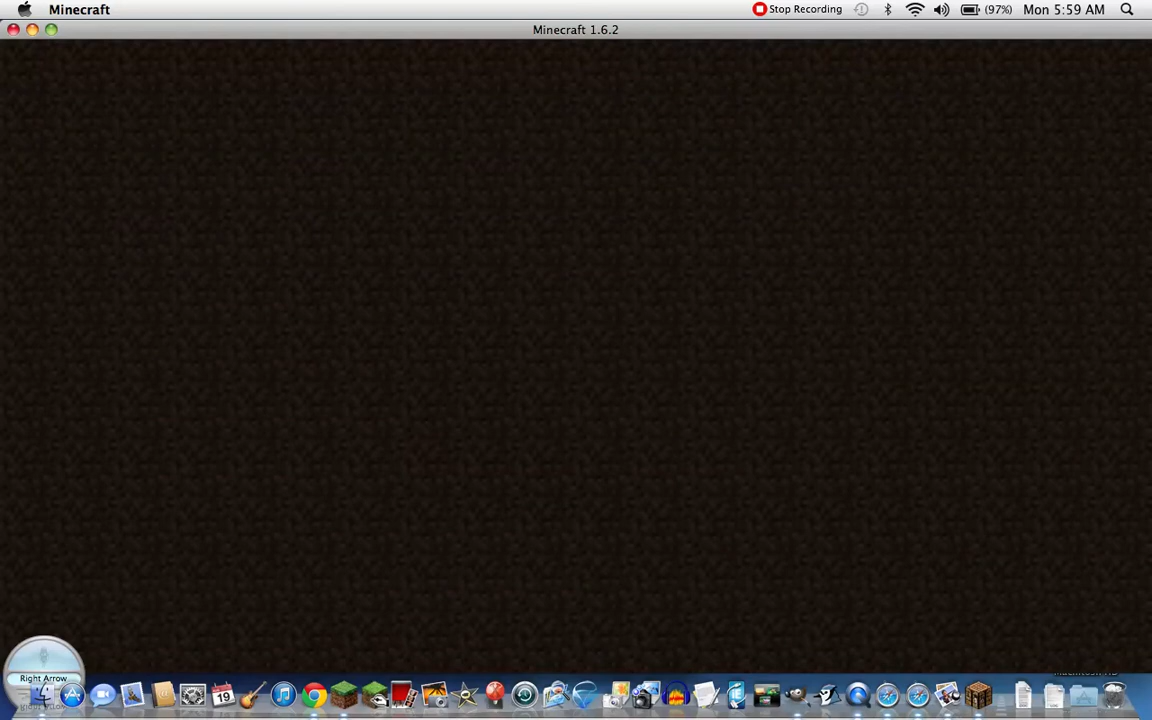 Minecraft
Stop Recording
(97%)
Mon 5:59 AM
Minecraft 1.6.2
Right Arrow
19